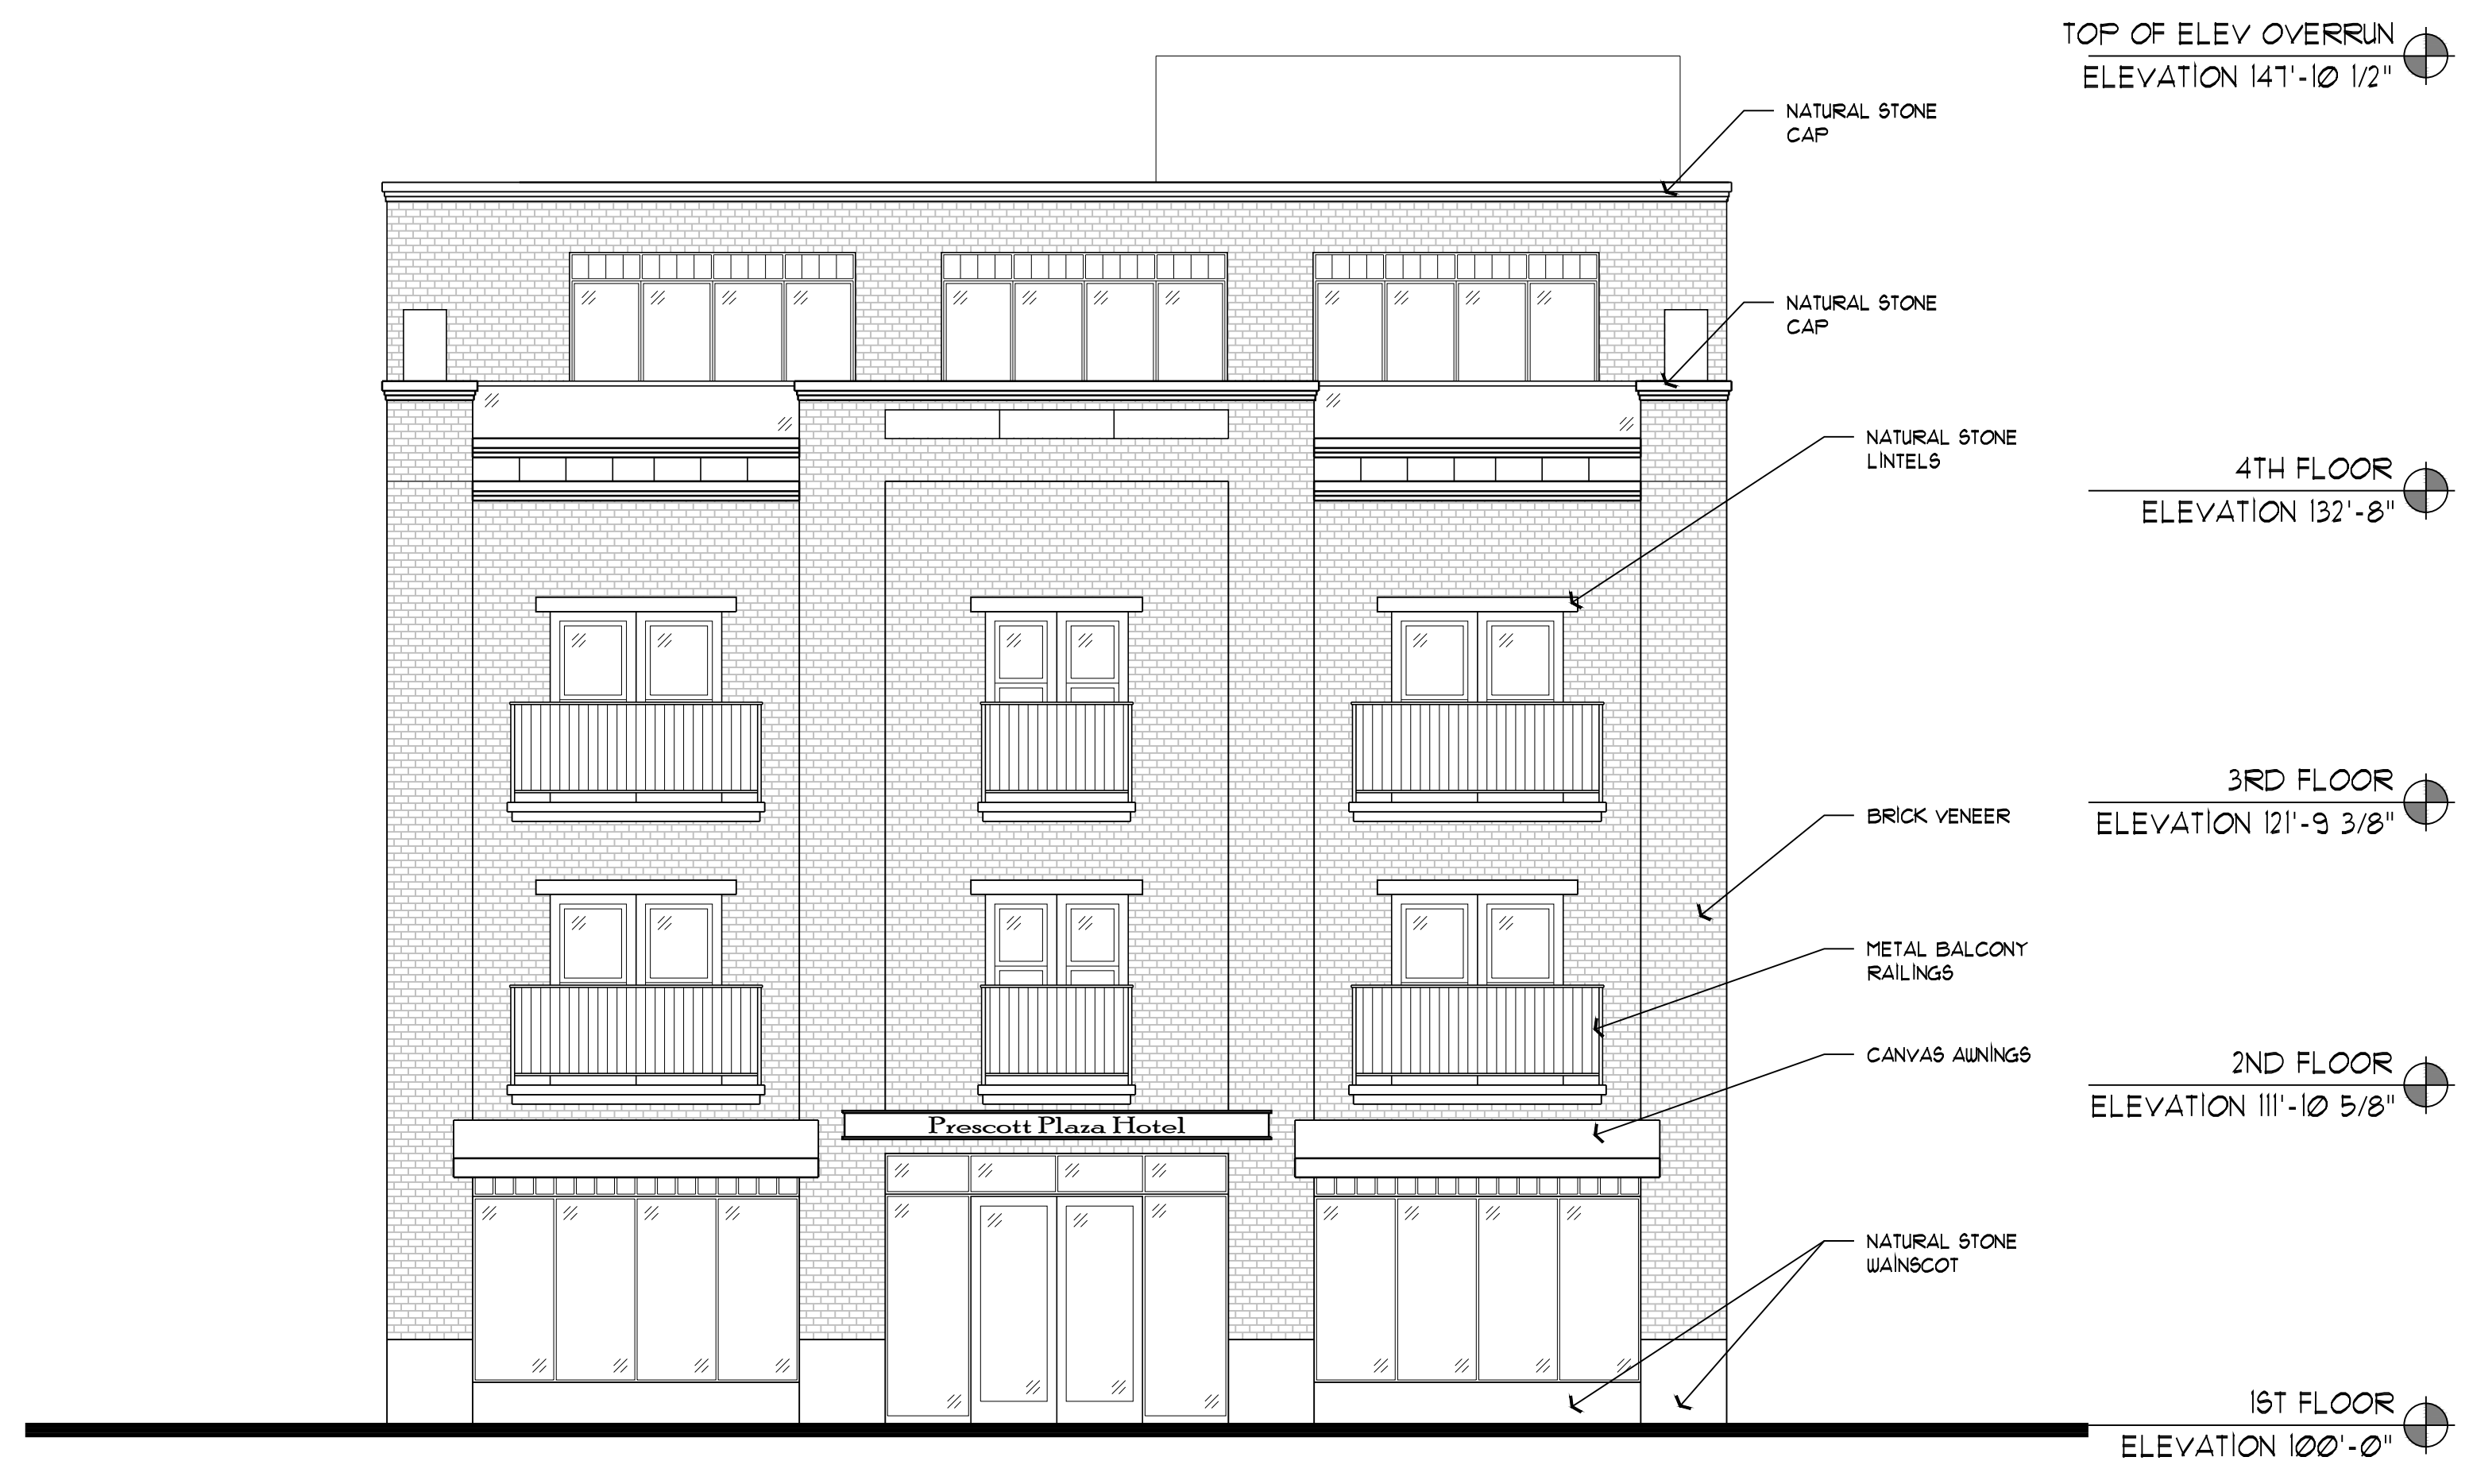 TOP OF ELEV OVERRUN
ELEVATION 147'-10 1/2"
NATURAL STONE
CAP
NATURAL STONE
CAP
NATURAL STONE
LINTELS
4TH FLOOR
ELEVATION 132'-8"
3RD FLOOR
ELEVATION 121'-9 3/8"
BRICK VENEER
METAL BALCONY
RAILINGS
CANVAS AWNINGS
2ND FLOOR
ELEVATION 111'-10 5/8"
Prescott Plaza Hotel
NATURAL STONE
WAINSCOT
1ST FLOOR
ELEVATION 100'-0"